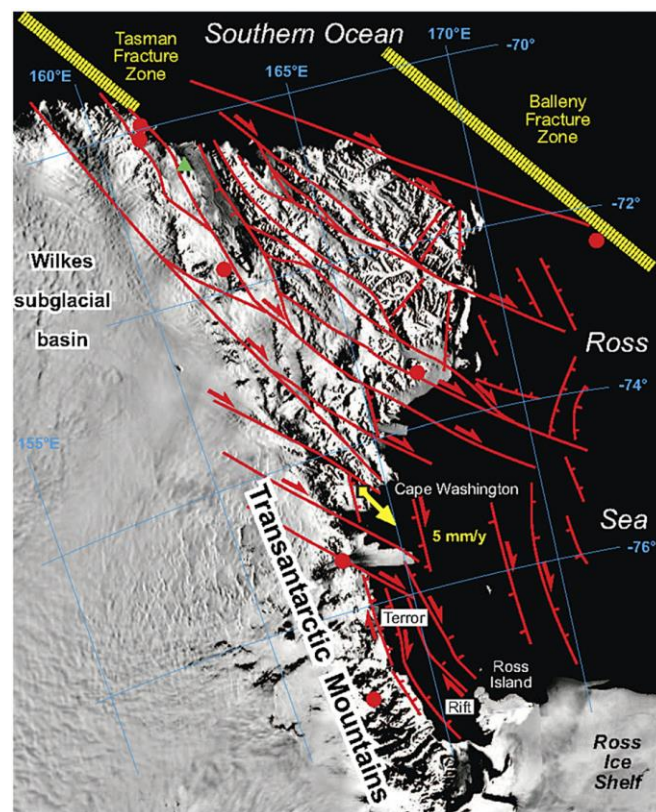 Southern Ocean
Tasman
Fracture
Zone
160°E
165°E
170°E
-70°
Balleny
Fracture
Zone
-72°
Wilkes
subglacial
basin
Ross
-74°
155°E
Cape Washington
5 mm/y
Sea
-76°
Transantarctic Mountains
Terror
Rift
Ross
Island
Ross
Ice
Shelf